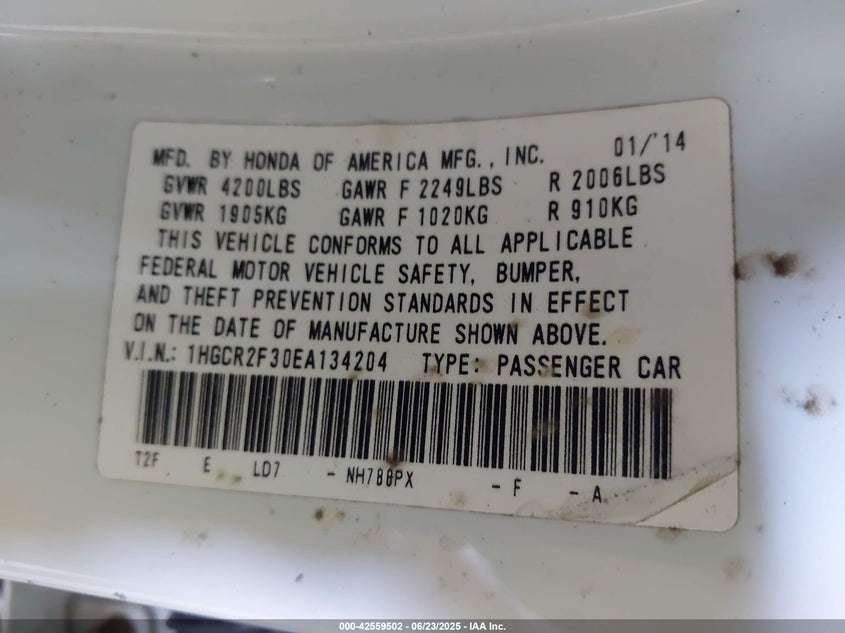 MFD. BY HONDA OF AMERICA MFG., INC. 01/'14
GVWR 4200LBS GAWR F 2249LBS R 2006LBS
GVWR 1905KG GAWR F 1020KG R 910KG
THIS VEHICLE CONFORMS TO ALL APPLICABLE
FEDERAL MOTOR VEHICLE SAFETY, BUMPER,
AND THEFT PREVENTION STANDARDS IN EFFECT
ON THE DATE OF MANUFACTURE SHOWN ABOVE.
V.I.N.: 1HGCR2F30EA134204 TYPE: PASSENGER CAR
T2F E LD7 - NH788PX - F - A
000-42559502 - 06/23/2025 - IAA Inc.